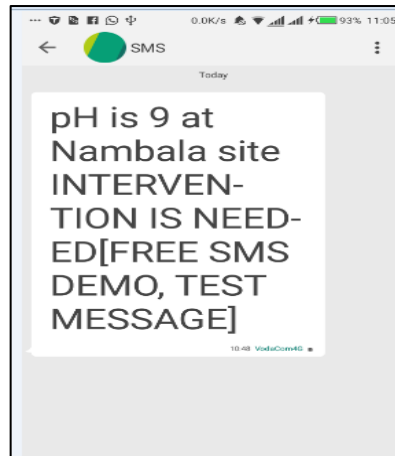 0.0K/s 93% 11:05
SMS
Today
pH is 9 at
Nambala site
INTERVEN-
TION IS NEED-
ED[FREE SMS
DEMO, TEST
MESSAGE]
10:48 VodaCom4G